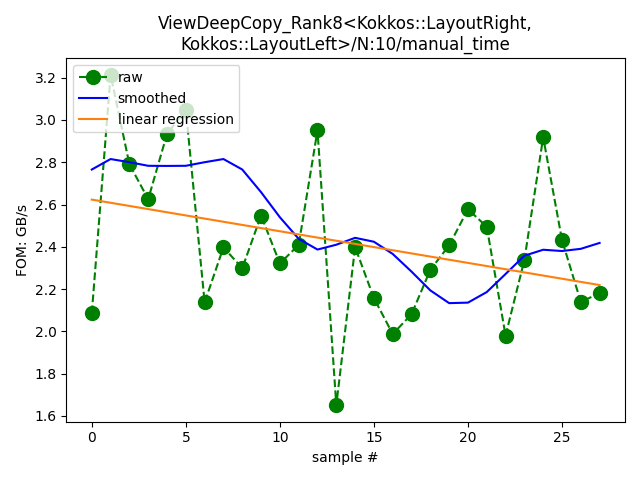 ViewDeepCopy_Rank8<Kokkos::LayoutRight,
Kokkos::LayoutLeft>/N:10/manual_time
raw
smoothed
linear regression
FOM: GB/s
3.2
3.0
2.8
2.6
2.4
2.2
2.0
1.8
1.6
0
5
10
15
20
25
sample #